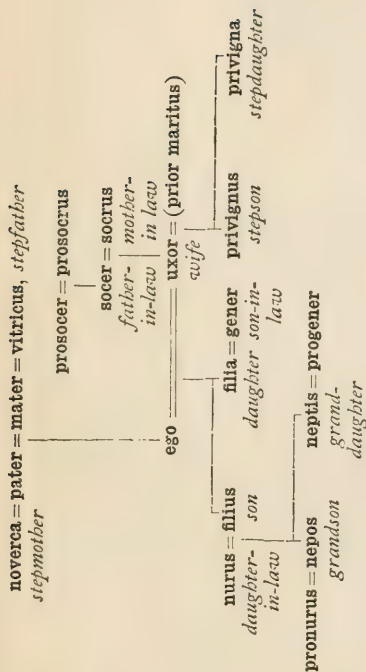 noverca = pater = mater = vitricus, stepfather
stepmother
prosocer = prosocrus
socer = socrus
father- mother-
in-law in law
ego uxor = (prior maritus)
wife
nurus = filius filia = gener privignus privigna
daughter- son daughter son-in- stepson stepdaughter
in-law law
pronurus = nepos neptis = progener
grandson grand-
daughter